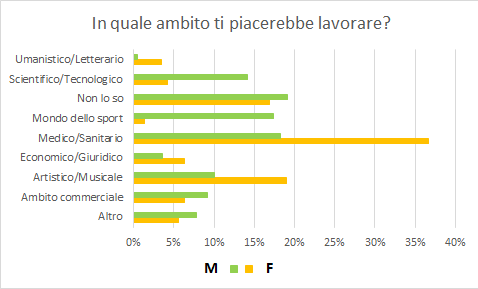 In quale ambito ti piacerebbe lavorare?
Umanistico/Letterario
Scientifico/Tecnologico
Non lo so
Mondo dello sport
Medico/Sanitario
Economico/Giuridico
Artistico/Musicale
Ambito commerciale
Altro
0% 5% 10% 15% 20% 25% 30% 35% 40%
M F